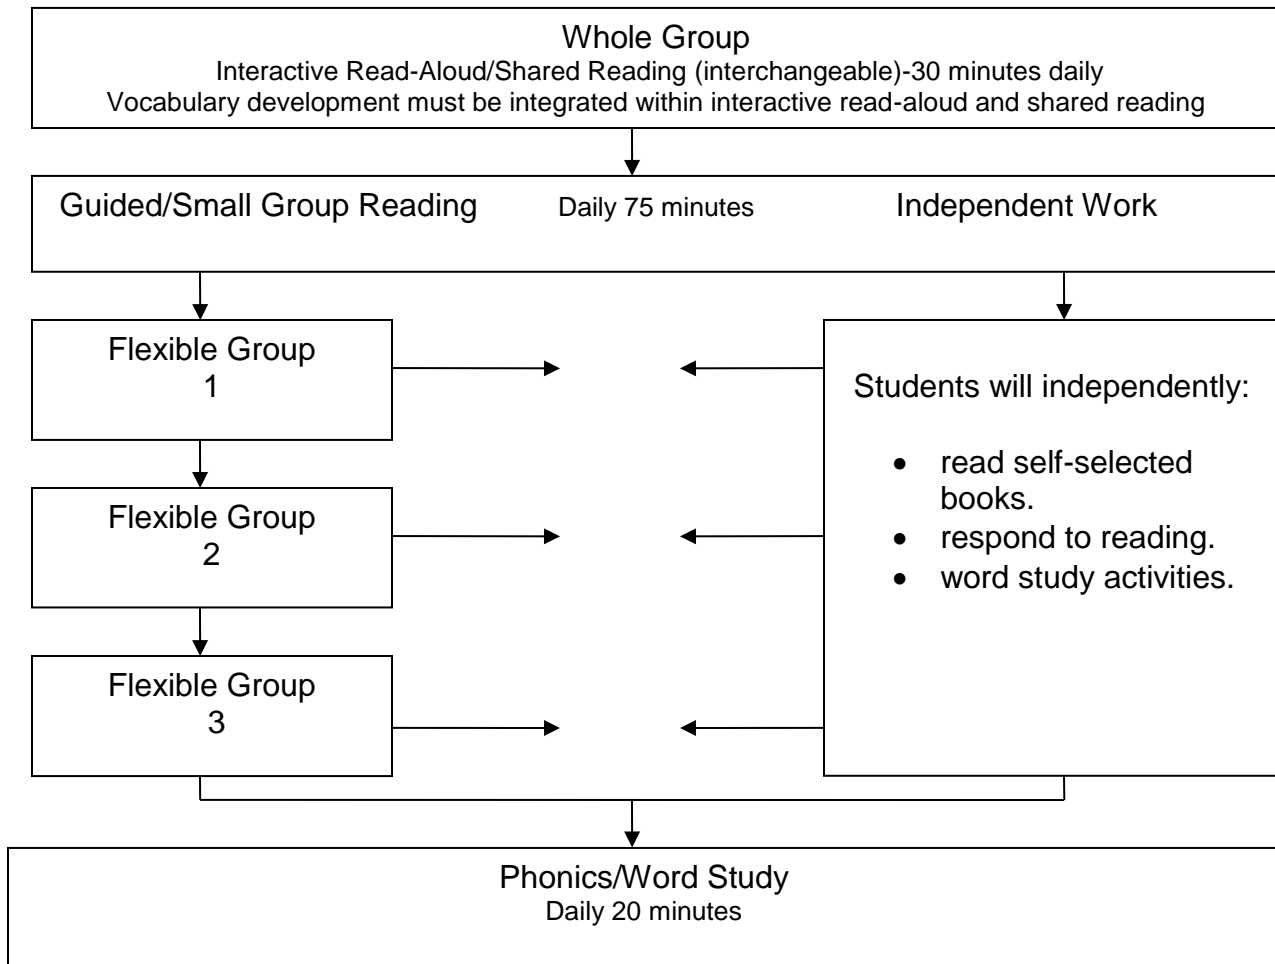 Whole Group
Interactive Read-Aloud/Shared Reading (interchangeable)-30 minutes daily
Vocabulary development must be integrated within interactive read-aloud and shared reading
Guided/Small Group Reading Daily 75 minutes Independent Work
Flexible Group
1
Flexible Group
2
Flexible Group
3
Students will independently:
• read self-selected
books.
• respond to reading.
• word study activities.
Phonics/Word Study
Daily 20 minutes